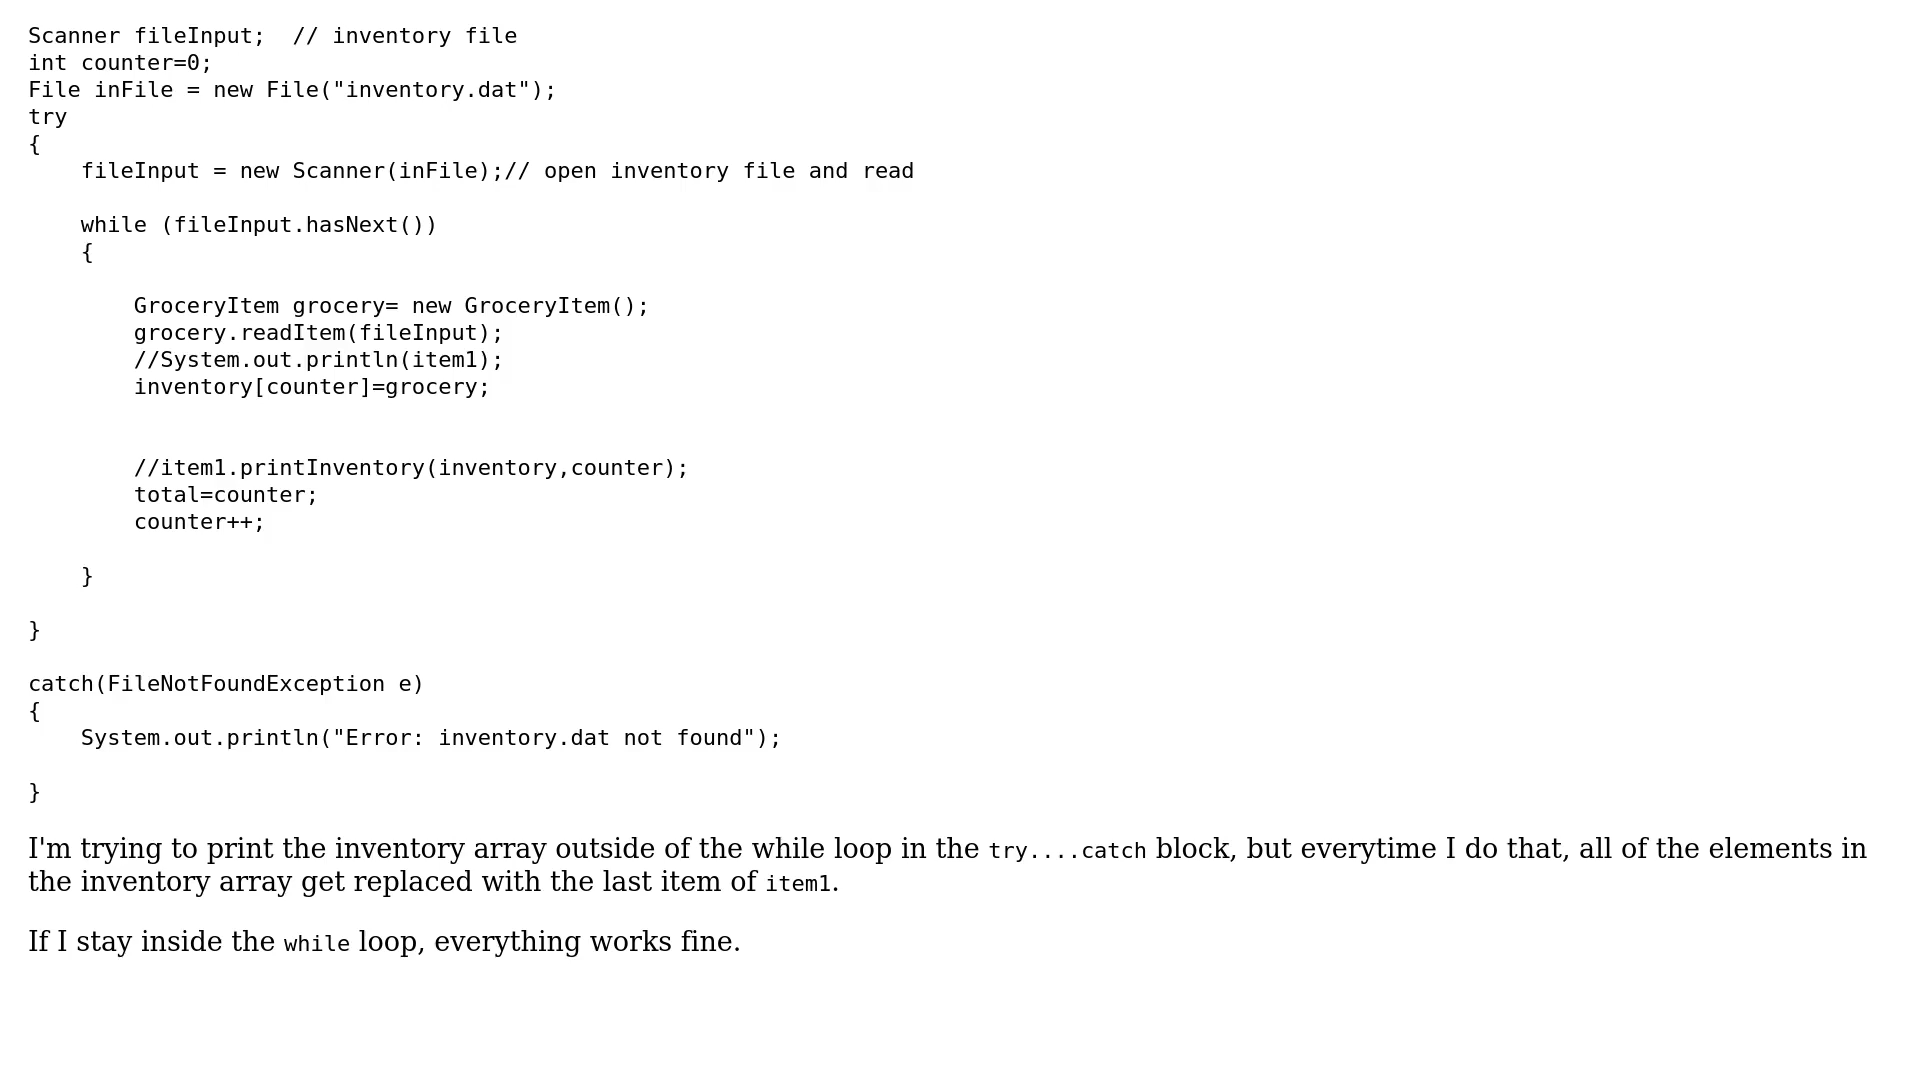 Scanner fileInput;  // inventory file
int counter=0;
File inFile = new File("inventory.dat");
try
{
    fileInput = new Scanner(inFile);// open inventory file and read
    while (fileInput.hasNext())
    {
        GroceryItem grocery= new GroceryItem();
        grocery.readItem(fileInput);
        //System.out.println(item1);
        inventory[counter]=grocery;
        //item1.printInventory(inventory,counter);
        total=counter;
        counter++;
    }
}
catch(FileNotFoundException e)
{
    System.out.println("Error: inventory.dat not found");
}
I'm trying to print the inventory array outside of the while loop in the try....catch block, but everytime I do that, all of the elements in
the inventory array get replaced with the last item of item1.
If I stay inside the while loop, everything works fine.